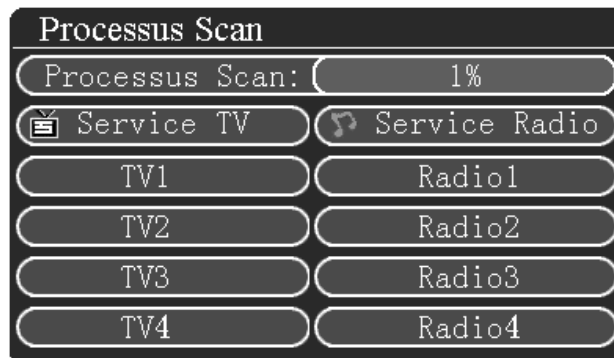 Processus Scan
Processus Scan: 1%
Service TV Service Radio
TV1 Radio1
TV2 Radio2
TV3 Radio3
TV4 Radio4